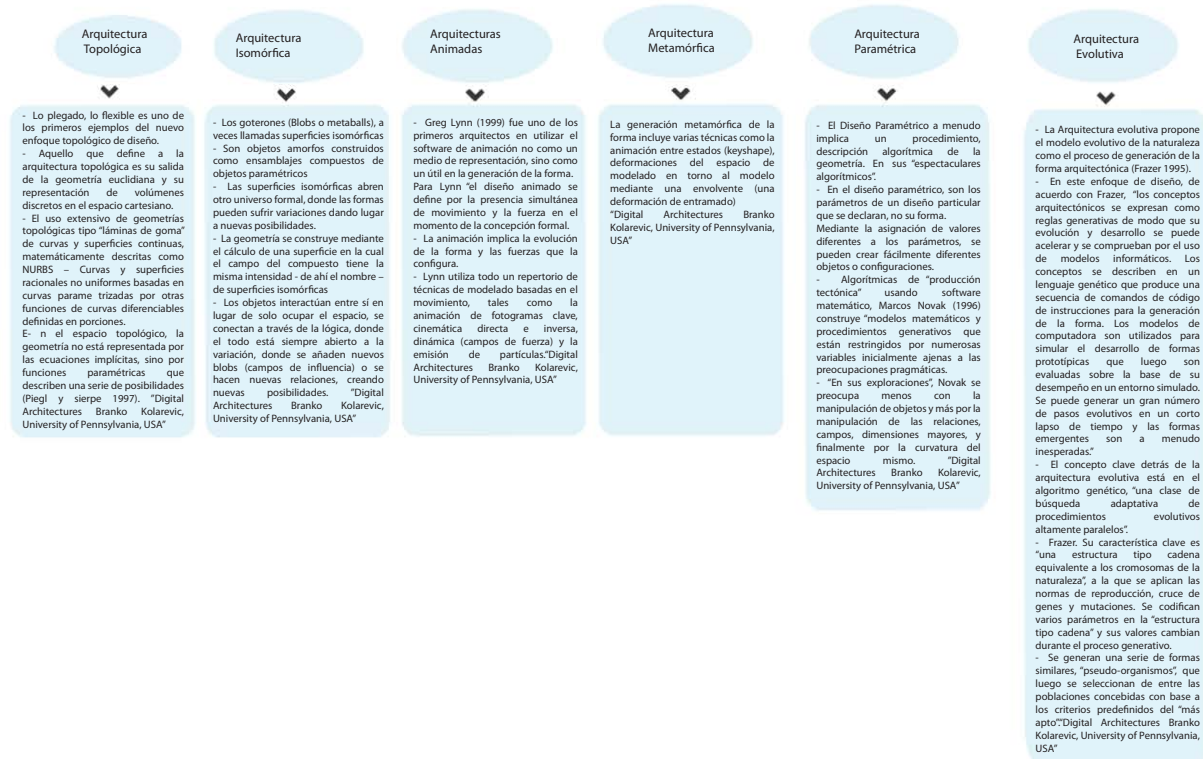 Arquitectura
Topológica
- Lo plegado, lo flexible es uno de
los primeros ejemplos del nuevo
enfoque topológico de diseño.
- Aquello que define a la
arquitectura topológica es su salida
de la geometría euclidiana y su
representación de volúmenes
discretos en el espacio cartesiano.
- El uso extensivo de geometrías
topológicas tipo “láminas de goma”
de curvas y superficies continuas,
matemáticamente descritas como
NURBS – Curvas y superficies
racionales no uniformes basadas en
curvas parame trizadas por otras
funciones de curva diferenciables
definidas en porciones.
E- n el espacio topológico, la
geometría no está representada por
las ecuaciones implícitas, sino por
funciones paramétricas que
describen una serie de posibilidades
(Piegl y sierpe 1997). “Digital
Architectures Branko Kolarevic,
University of Pennsylvania, USA”
Arquitectura
Isomórfica
- Los goterones (Blobs o metaballs), a
veces llamadas superficies isomórficas
- Son objetos amorfos construidos
como ensamblajes compuestos de
objetos paramétricos
- Las superficies isomórficas abren
otro universo formal, donde las formas
pueden sufrir variaciones dando lugar
a nuevas posibilidades.
- La geometría se construye mediante
el cálculo de una superficie en la cual
el campo del compuesto tiene la
misma intensidad - de ahí el nombre –
de superficies isomórficas
- Los objetos interactúan entre sí en
lugar de solo ocupar el espacio, se
conectan a través de la lógica, donde
el todo está siempre abierto a la
variación, donde se añaden nuevos
blobs (campos de influencia) o se
hacen nuevas relaciones, creando
nuevas posibilidades. “Digital
Architectures Branko Kolarevic,
University of Pennsylvania, USA”
Arquitecturas
Animadas
- Greg Lynn (1999) fue uno de los
primeros arquitectos en utilizar el
software de animación no como un
medio de representación, sino como
un útil en la generación de la forma.
Para Lynn “el diseño animado se
define por la presencia simultánea
de movimiento y la fuerza en el
momento de la concepción formal.
- La animación implica la evolución
de la forma y las fuerzas que la
configura.
- Lynn utiliza todo un repertorio de
técnicas de modelado basadas en el
movimiento, tales como la
animación de fotogramas clave,
cinemática directa e inversa,
dinámica (campos de fuerza) y la
emisión de partículas.“Digital
Architectures Branko Kolarevic,
University of Pennsylvania, USA”
Arquitectura
Metamórfica
La generación metamórfica de la
forma incluye varias técnicas como la
animación entre estados (keyshape),
deformaciones del espacio de
modelado en torno al modelo
mediante una envolvente (una
deformación de entramado)
“Digital Architectures Branko
Kolarevic, University of Pennsylvania,
USA”
Arquitectura
Paramétrica
- El Diseño Paramétrico a menudo
implica un procedimiento,
descripción algorítmica de la
geometría. En sus “espectaculares
algorítmicos”.
- En el diseño paramétrico, son los
parámetros de un diseño particular
que se declaran, no su forma.
Mediante la asignación de valores
diferentes a los parámetros, se
pueden crear fácilmente diferentes
objetos o configuraciones.
- Algorítmicas de “producción
tectónica” usando software
matemático, Marcos Novak (1996)
construye “modelos matemáticos y
procedimientos generativos que
están restringidos por numerosas
variables inicialmente ajenas a las
preocupaciones pragmáticas.
- “En sus exploraciones”, Novak se
preocupa menos con la
manipulación de objetos y más por la
manipulación de las relaciones,
campos, dimensiones mayores, y
finalmente por la curvatura del
espacio mismo. “Digital
Architectures Branko Kolarevic,
University of Pennsylvania, USA”
Arquitectura
Evolutiva
- La Arquitectura evolutiva propone
el modelo evolutivo de la naturaleza
como el proceso de generación de la
forma arquitectónica (Frazer 1995).
- En este enfoque de diseño, de
acuerdo con Frazer, “los conceptos
arquitectónicos se expresan como
reglas generativas de modo que su
evolución y desarrollo se puede
acelerar y se comprueban por el uso
de modelos informáticos. Los
conceptos se describen en un
lenguaje genético que produce una
secuencia de comandos de código
de instrucciones para la generación
de la forma. Los modelos de
computadora son utilizados para
simular el desarrollo de formas
prototípicas que luego son
evaluadas sobre la base de su
desempeño en un entorno simulado.
Se puede generar un gran número
de pasos evolutivos en un corto
lapso de tiempo y las formas
emergentes son a menudo
inesperadas.”
- El concepto clave detrás de la
arquitectura evolutiva está en el
algoritmo genético, “una clase de
búsqueda adaptativa de
procedimientos evolutivos
altamente paralelos”.
- Frazer. Su característica clave es
“una estructura tipo cadena
equivalente a los cromosomas de la
naturaleza”, a la que se aplican las
normas de reproducción, cruce de
genes y mutaciones. Se codifican
varios parámetros en la “estructura
tipo cadena” y sus valores cambian
durante el proceso generativo.
- Se generan una serie de formas
similares, “pseudo-organismos”, que
luego se seleccionan de entre las
poblaciones concebidas con base a
los criterios predefinidos del “más
apto”.“Digital Architectures Branko
Kolarevic, University of Pennsylvania,
USA”